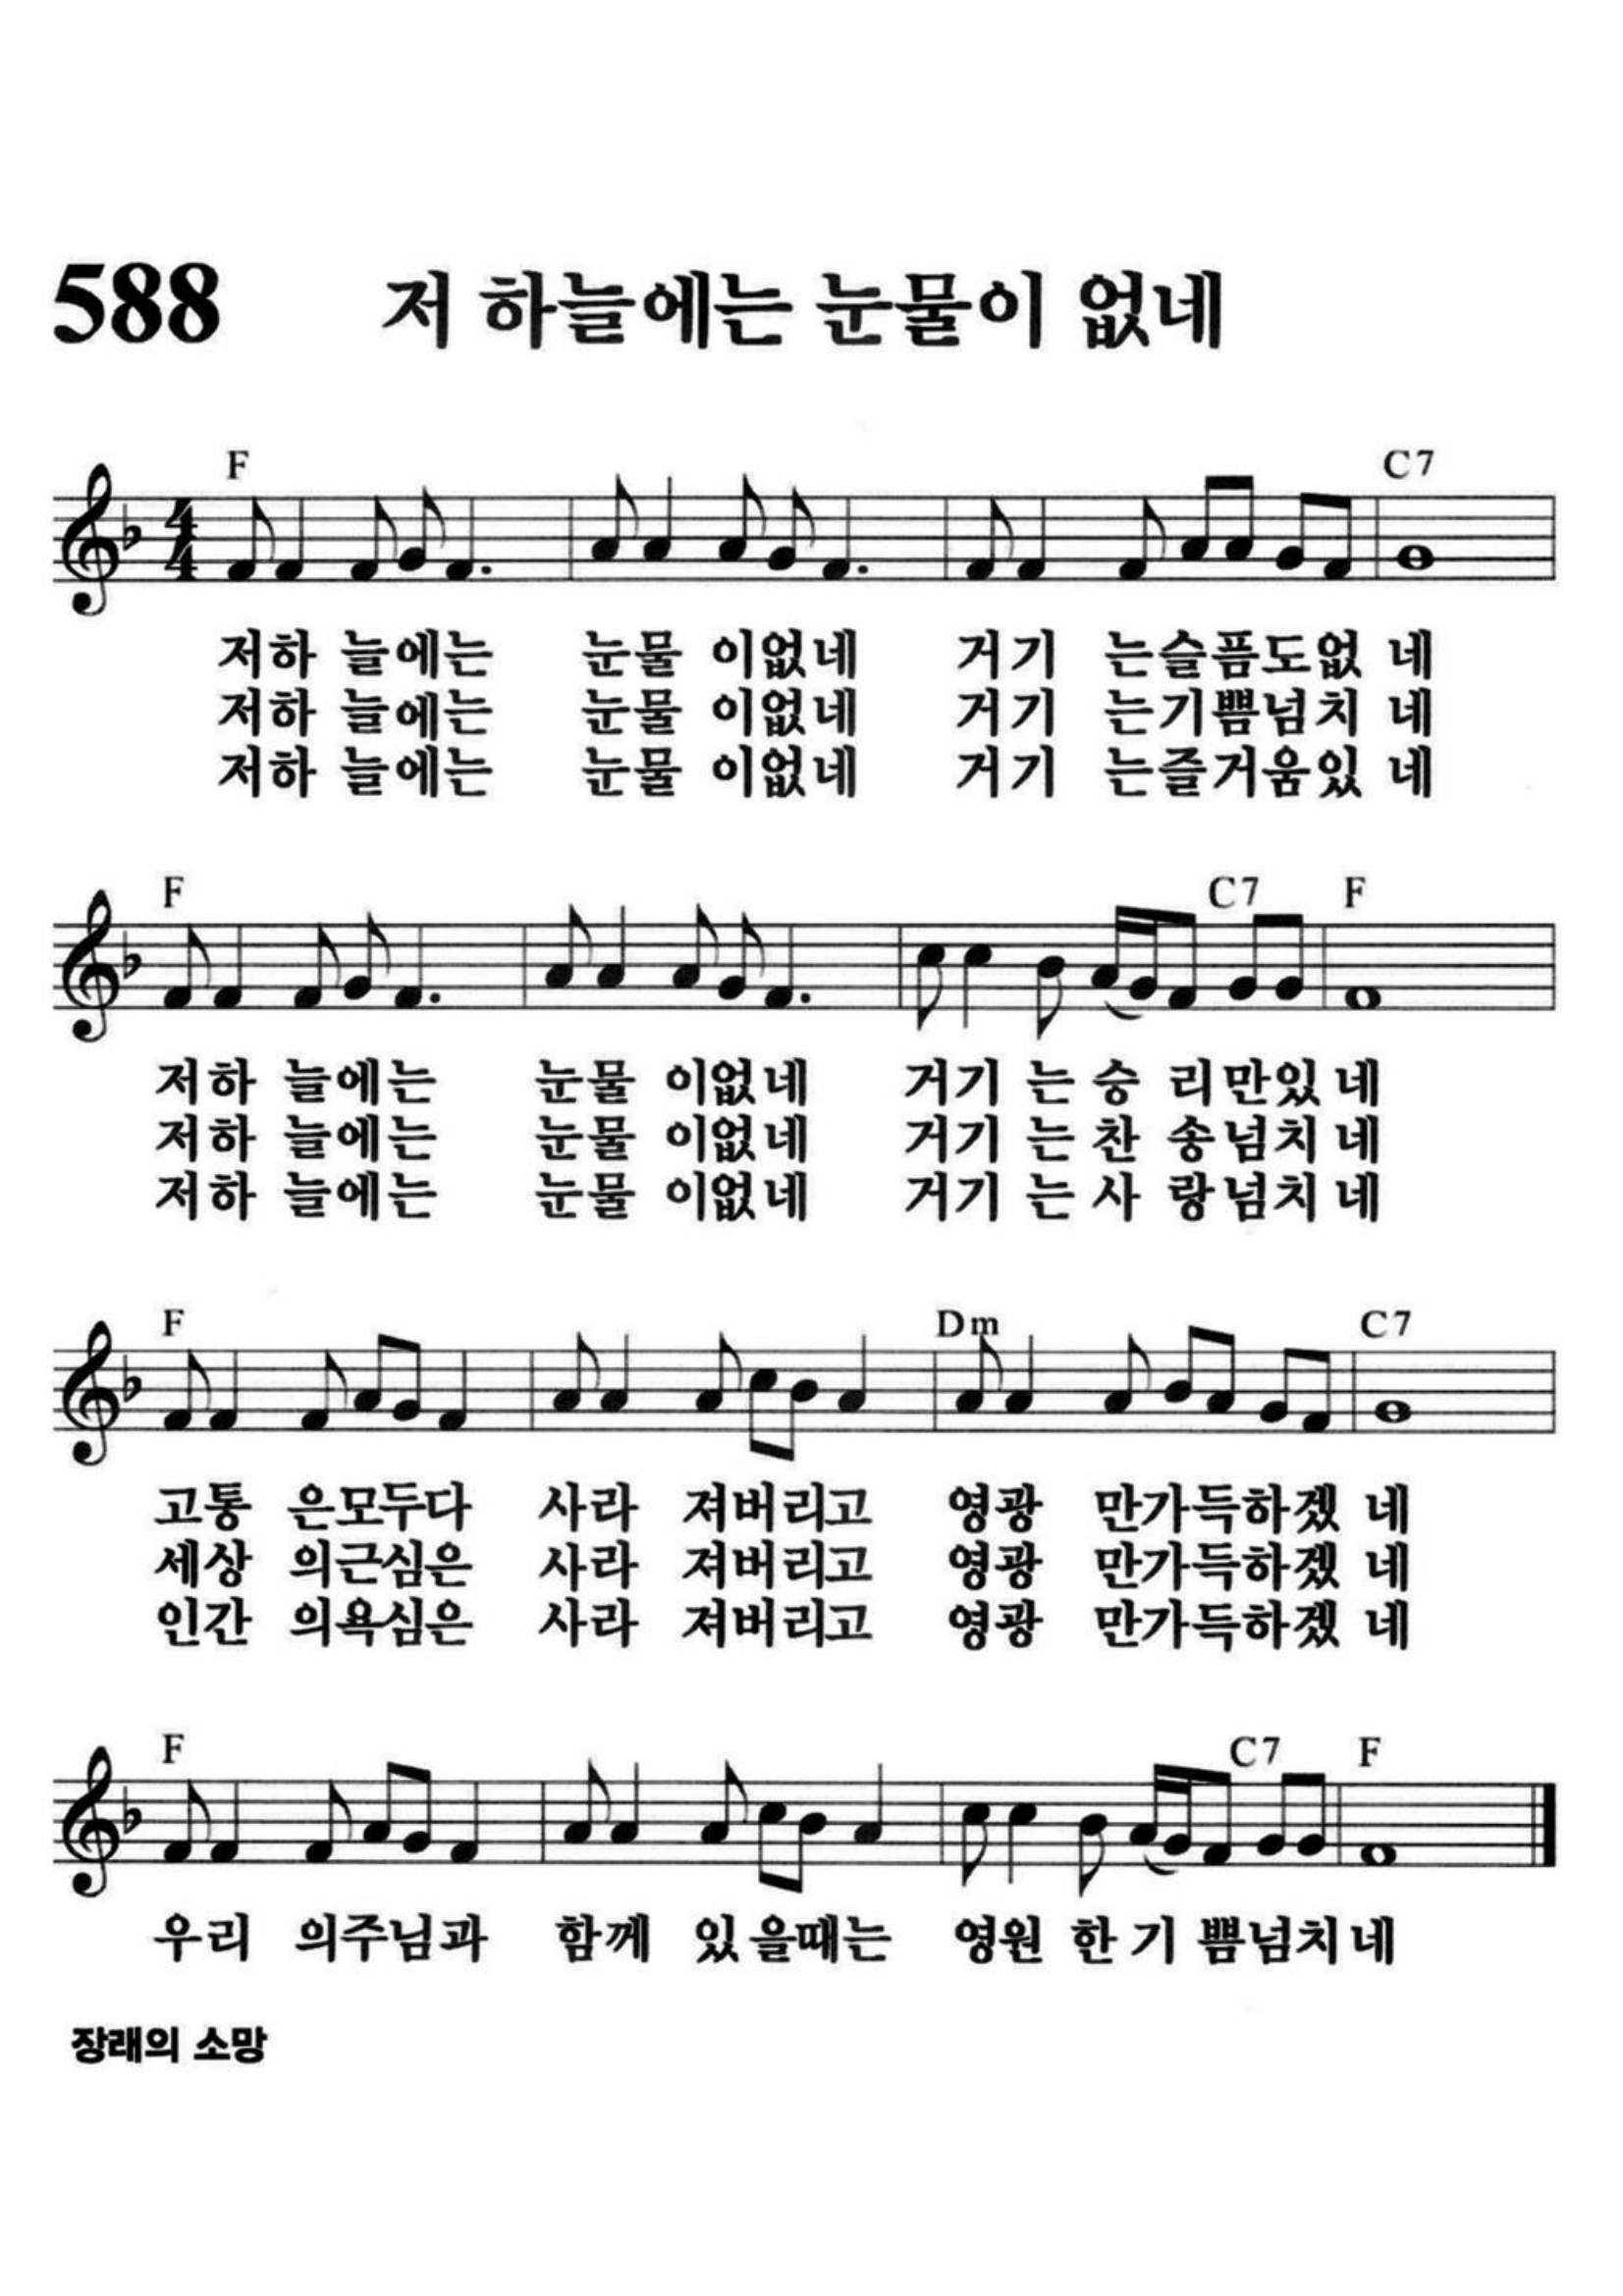 588 저 하늘에는 눈물이 없네
F C7
4
4
저하 늘에는 눈물 이없네 거기 는슬픔도없 네
저하 늘에는 눈물 이없네 거기 는기쁨넘치 네
저하 늘에는 눈물 이없네 거기 는즐거움있 네
F C7 F
저하 늘에는 눈물 이없네 거기 는 승 리만있 네
저하 늘에는 눈물 이없네 거기 는 찬 송넘치 네
저하 늘에는 눈물 이없네 거기 는 사 랑넘치 네
F Dm C7
고통 은모두다 사라 져버리고 영광 만가득하겠 네
세상 의근심은 사라 져버리고 영광 만가득하겠 네
인간 의욕심은 사라 져버리고 영광 만가득하겠 네
F C7 F
우리 의주님과 함께 있을때는 영원 한 기 쁨넘치 네
장래의 소망